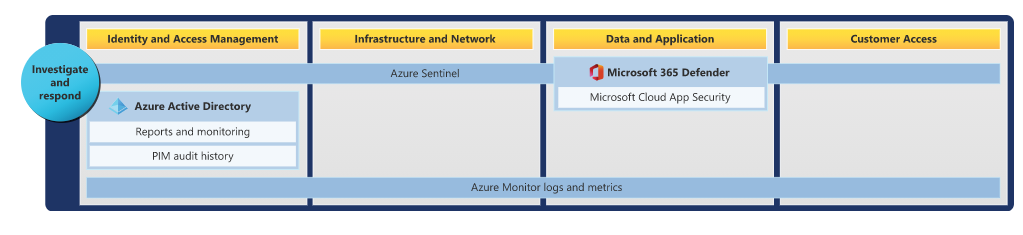 Identity and Access Management
Infrastructure and Network
Data and Application
Customer Access
Investigate
and
respond
Azure Sentinel
Microsoft 365 Defender
Microsoft Cloud App Security
Azure Active Directory
Reports and monitoring
PIM audit history
Azure Monitor logs and metrics